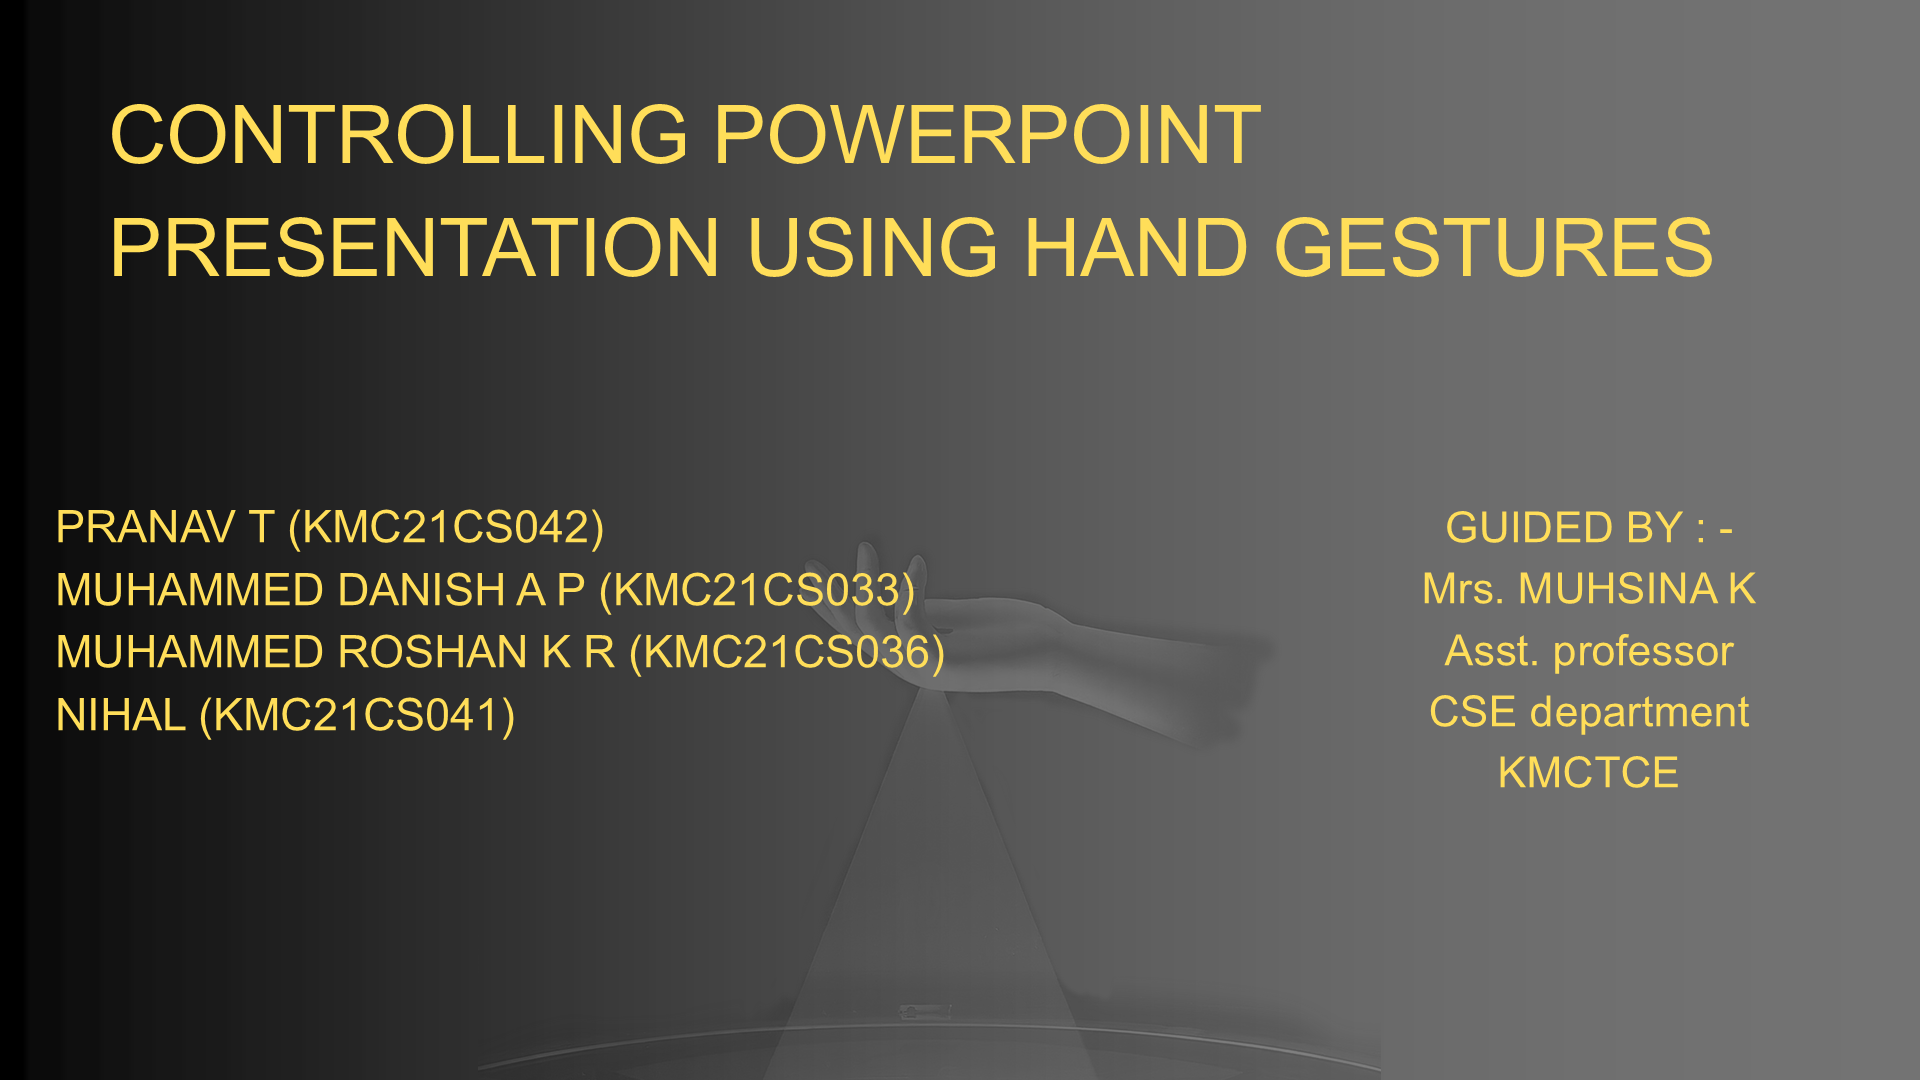 CONTROLLING POWERPOINT
PRESENTATION USING HAND GESTURES
PRANAV T (KMC21CS042)
MUHAMMED DANISH A P (KMC21CS033)
MUHAMMED ROSHAN K R (KMC21CS036)
NIHAL (KMC21CS041)
GUIDED BY : -
Mrs. MUHSINA K
Asst. professor
CSE department
KMCTCE